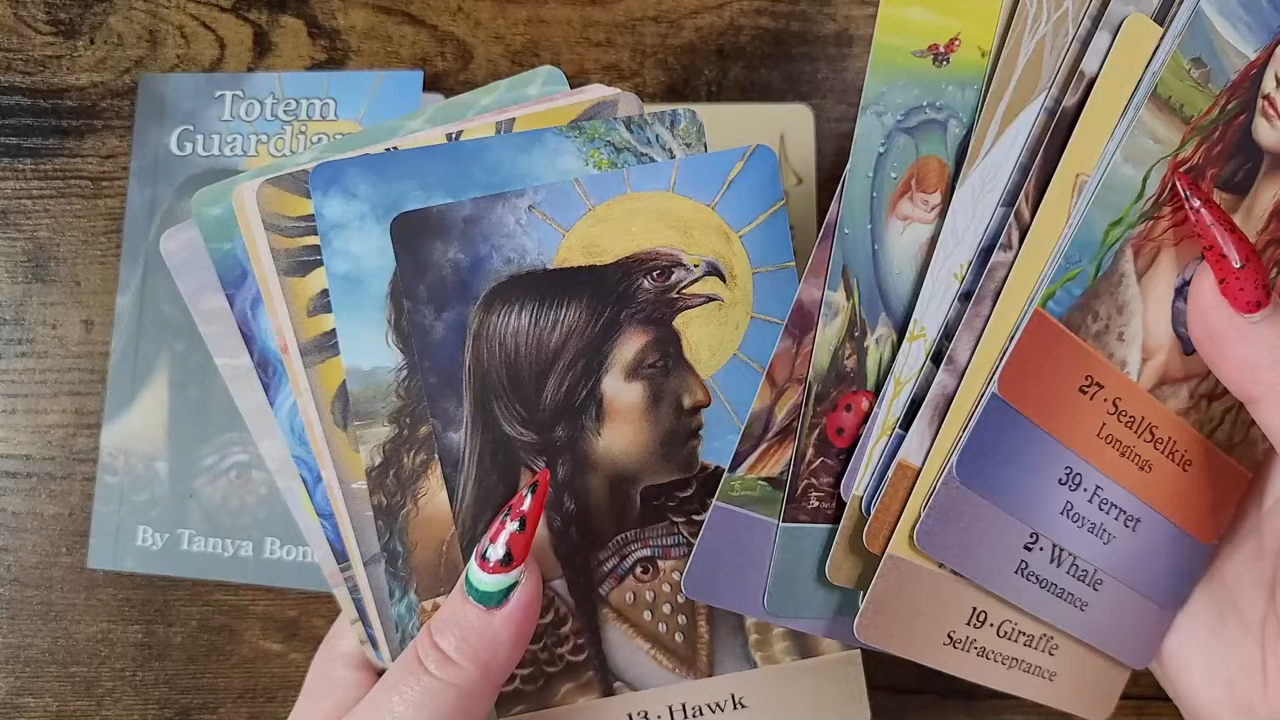 Totem
Guardia
By Tanya Bon
13 · Hawk
27 · Seal/Selkie
Longings
39 · Ferret
Royalty
2 · Whale
Resonance
19 · Giraffe
Self-acceptance